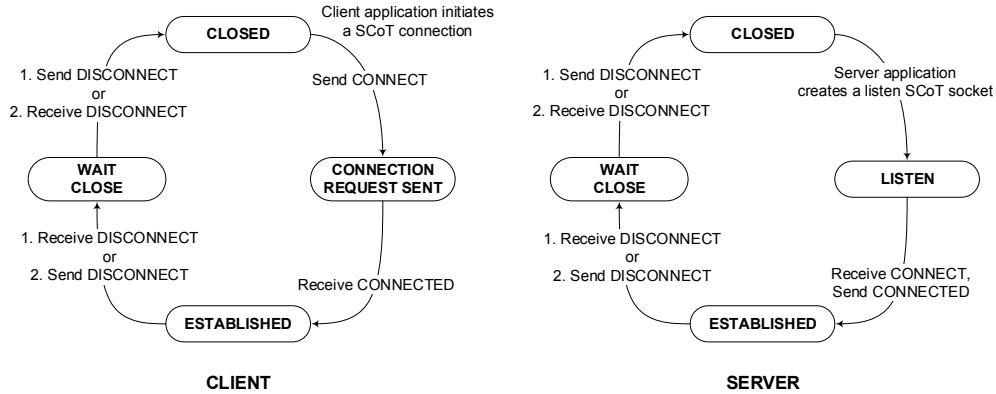 CLOSED
Client application initiates
a SCoT connection
Send CONNECT
1. Send DISCONNECT
or
2. Receive DISCONNECT
WAIT
CLOSE
CONNECTION
REQUEST SENT
1. Receive DISCONNECT
or
2. Send DISCONNECT
Receive CONNECTED
ESTABLISHED
CLIENT
CLOSED
Server application
creates a listen SCoT socket
1. Send DISCONNECT
or
2. Receive DISCONNECT
WAIT
CLOSE
LISTEN
1. Receive DISCONNECT
or
2. Send DISCONNECT
Receive CONNECT,
Send CONNECTED
ESTABLISHED
SERVER